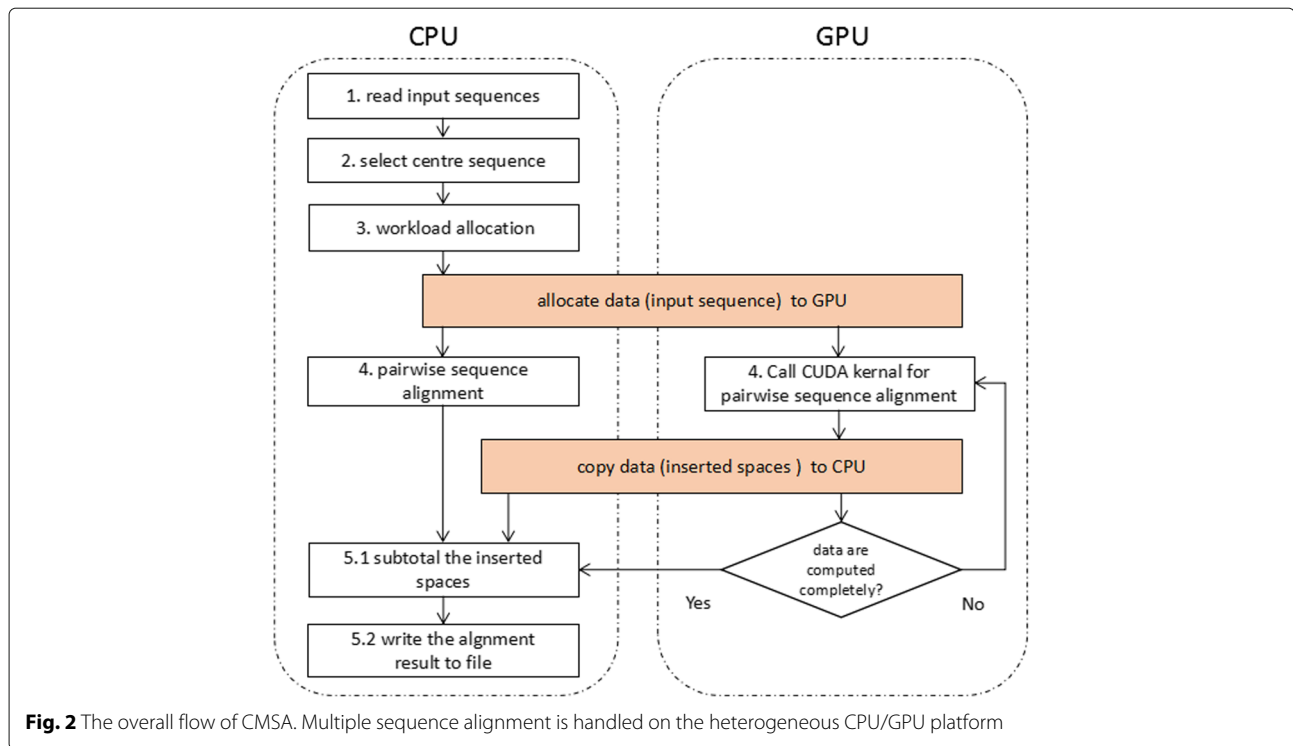 CPU
GPU
1. read input sequences
2. select centre sequence
3. workload allocation
allocate data (input sequence) to GPU
4. pairwise sequence
alignment
4. Call CUDA kernal for
pairwise sequence alignment
copy data (inserted spaces ) to CPU
5.1 subtotal the inserted
spaces
data are
computed
completely?
Yes
No
5.2 write the algnment
result to file
Fig. 2 The overall flow of CMSA. Multiple sequence alignment is handled on the heterogeneous CPU/GPU platform